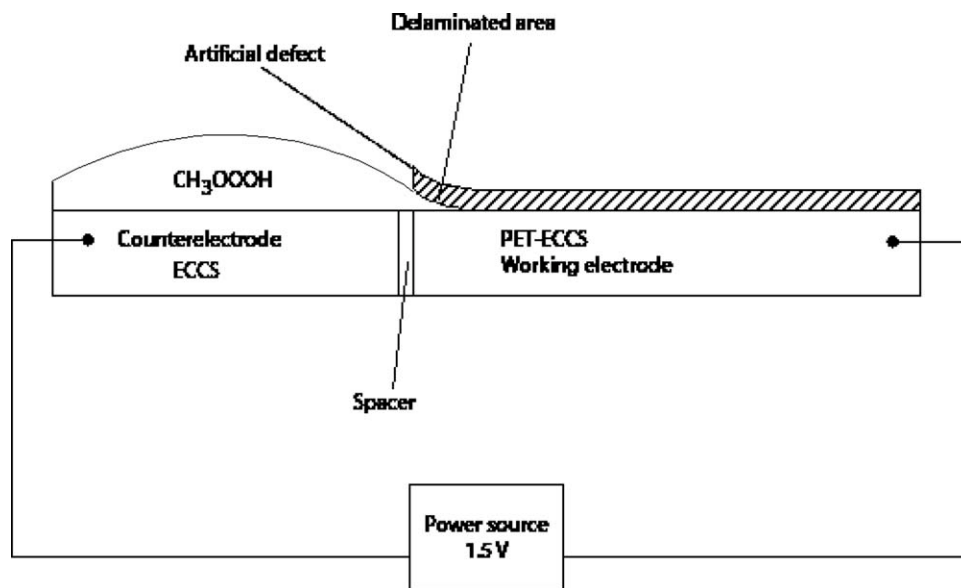 Delaminated area
Artificial defect
CH₃OOOH
Counterelectrode
ECCS
PET-ECCS
Working electrode
Spacer
Power source
1.5 V